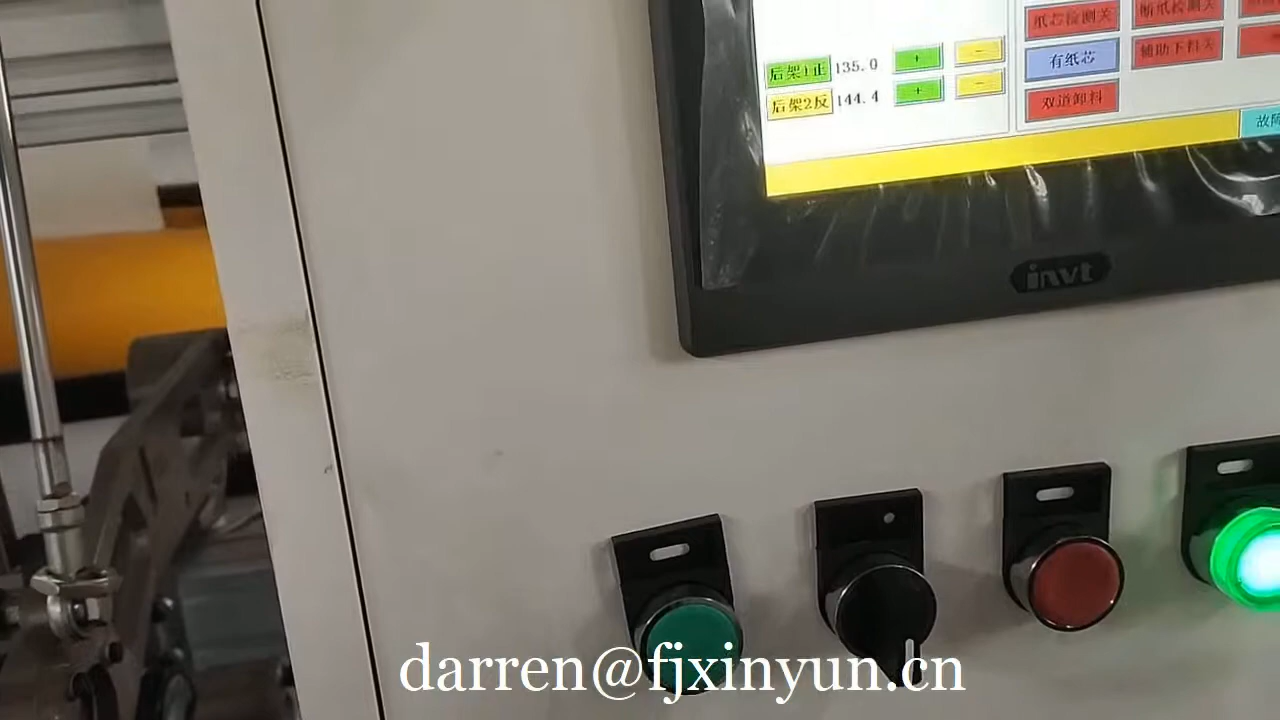 纸芯检测关
断纸检测关
后架1正 135.0 + -
有纸芯
辅助下料关
后架2反 144.4 + -
双道卸料
故障
invt
darren@fjxinyun.cn